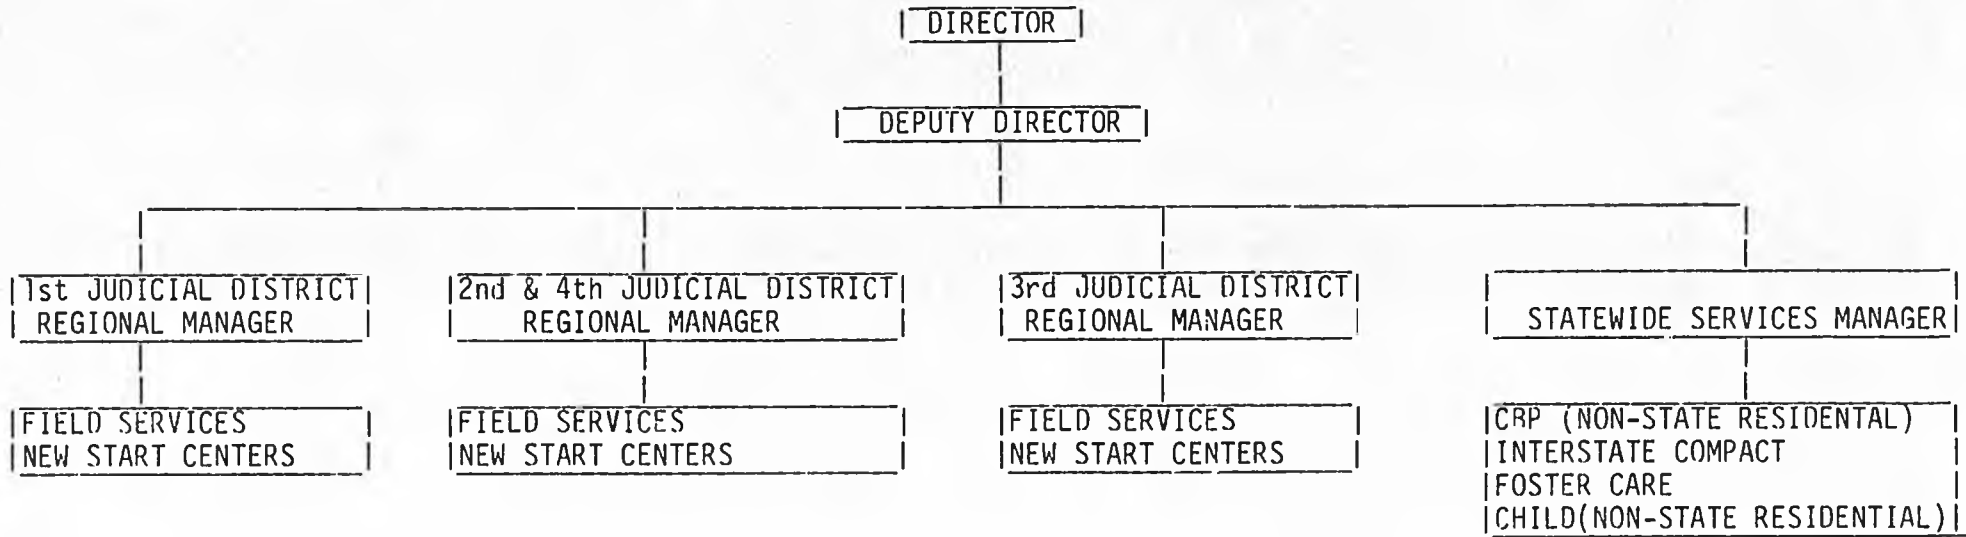 DIRECTOR
DEPUTY DIRECTOR
1st JUDICIAL DISTRICT
REGIONAL MANAGER
2nd & 4th JUDICIAL DISTRICT
REGIONAL MANAGER
3rd JUDICIAL DISTRICT
REGIONAL MANAGER
STATEWIDE SERVICES MANAGER
FIELD SERVICES
NEW START CENTERS
FIELD SERVICES
NEW START CENTERS
FIELD SERVICES
NEW START CENTERS
CBP (NON-STATE RESIDENTAL)
INTERSTATE COMPACT
FOSTER CARE
CHILD(NON-STATE RESIDENTIAL)